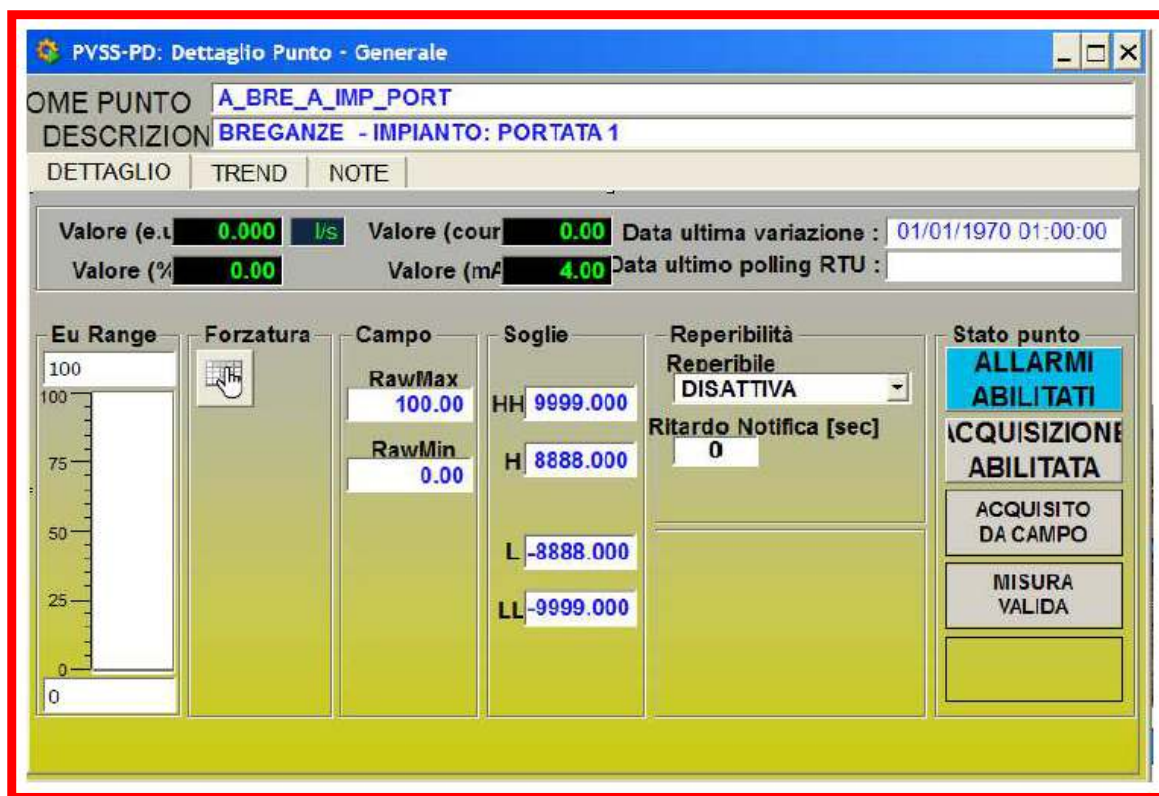 PVSS-PD: Dettaglio Punto - Generale
OME PUNTO A_BRE_A_IMP_PORT
DESCRIZION BREGANZE - IMPIANTO: PORTATA 1
DETTAGLIO TREND NOTE
Valore (e.u 0.000 l/s Valore (cour 0.00 Data ultima variazione : 01/01/1970 01:00:00
Valore (% 0.00 Valore (mA 4.00 Data ultimo polling RTU :
Eu Range Forzatura Campo Soglie Reperibilità Stato punto
100
100
75
50
25
0
0
RawMax
100.00
RawMin
0.00
HH 9999.000
H 8888.000
L -8888.000
LL -9999.000
Reperibile
DISATTIVA
Ritardo Notifica [sec]
0
ALLARMI
ABILITATI
ACQUISIZIONE
ABILITATA
ACQUISITO
DA CAMPO
MISURA
VALIDA